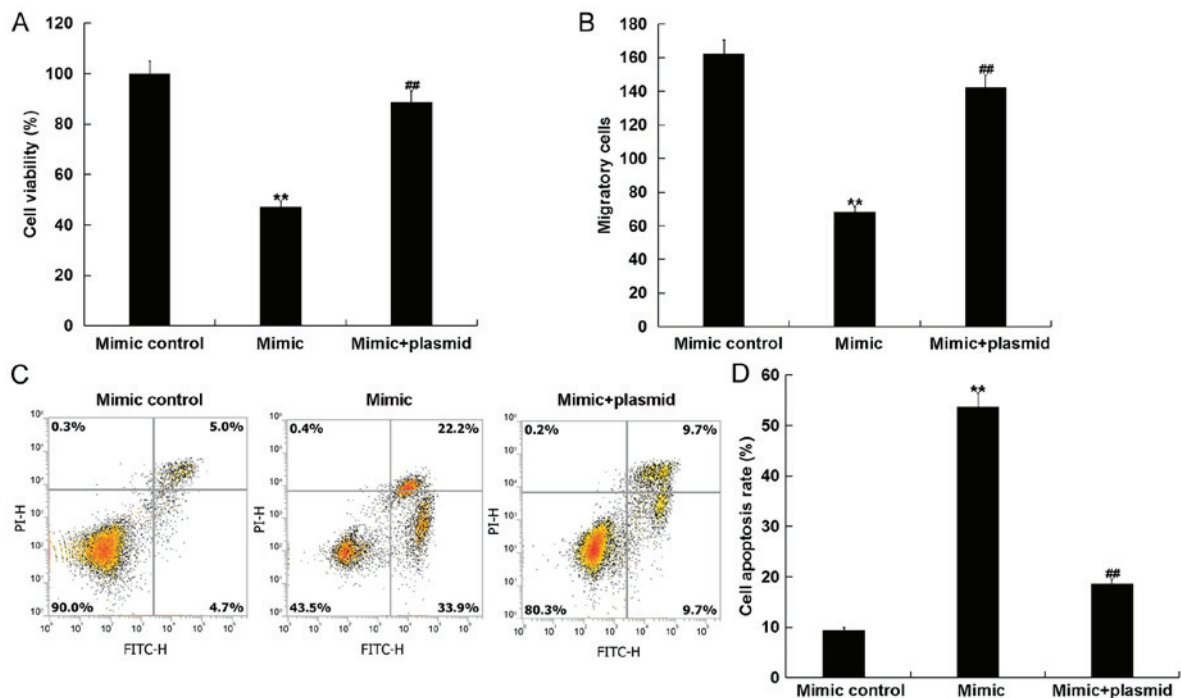 A
120
100
80
60
40
20
0
Cell viability (%)
**
##
Mimic control Mimic Mimic+plasmid
B
180
160
140
120
100
80
60
40
20
0
Migratory cells
**
##
Mimic control Mimic Mimic+plasmid
C
Mimic control
0.3% 5.0%
90.0% 4.7%
PI-H
FITC-H
Mimic
0.4% 22.2%
43.5% 33.9%
PI-H
FITC-H
Mimic+plasmid
0.2% 9.7%
80.3% 9.7%
PI-H
FITC-H
D
60
50
40
30
20
10
0
Cell apoptosis rate (%)
**
##
Mimic control Mimic Mimic+plasmid